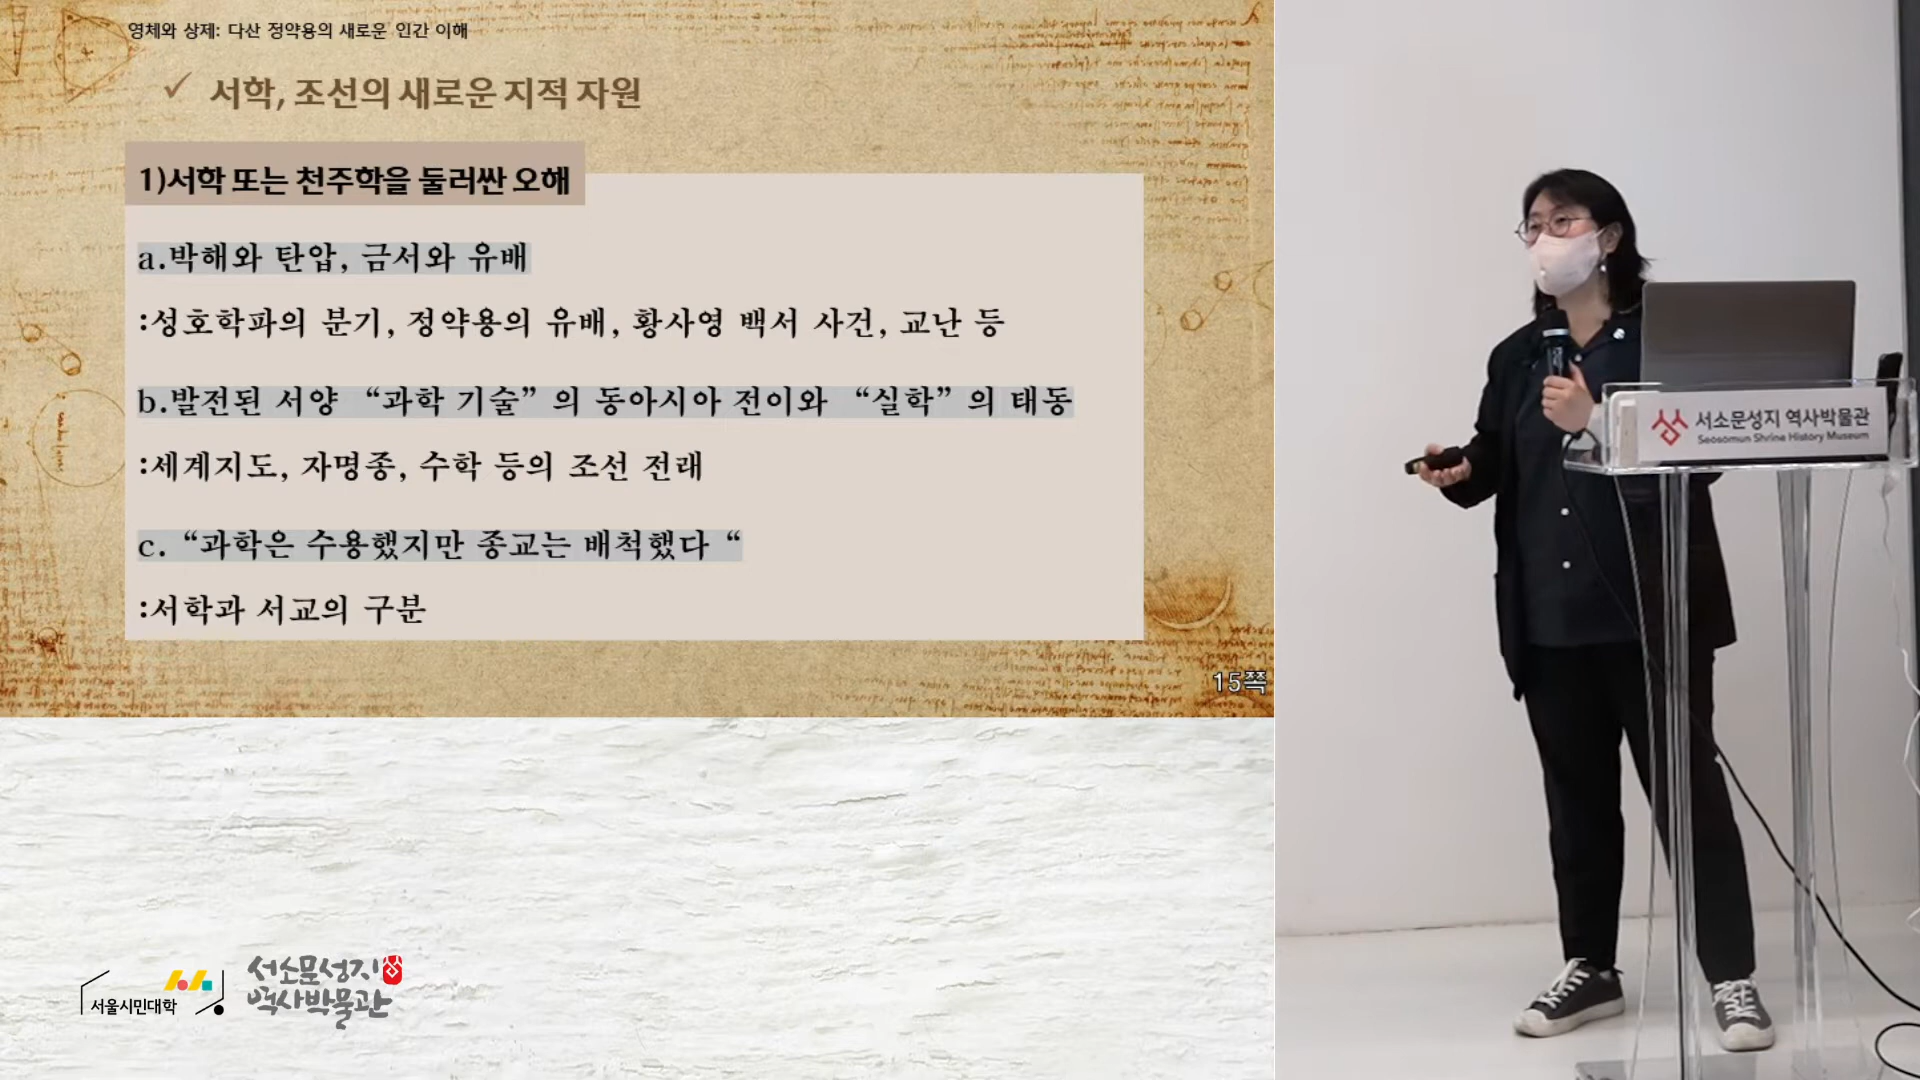 영체와 상제: 다산 정약용의 새로운 인간 이해
✓ 서학, 조선의 새로운 지적 자원
1)서학 또는 천주학을 둘러싼 오해
a.박해와 탄압, 금서와 유배
:성호학파의 분기, 정약용의 유배, 황사영 백서 사건, 교난 등
b.발전된 서양 “과학 기술”의 동아시아 전이와 “실학”의 태동
:세계지도, 자명종, 수학 등의 조선 전래
c. “과학은 수용했지만 종교는 배척했다 “
:서학과 서교의 구분
15쪽
서울시민대학
서소문성지
역사박물관
서소문성지 역사박물관
Seosomun Shrine History Museum